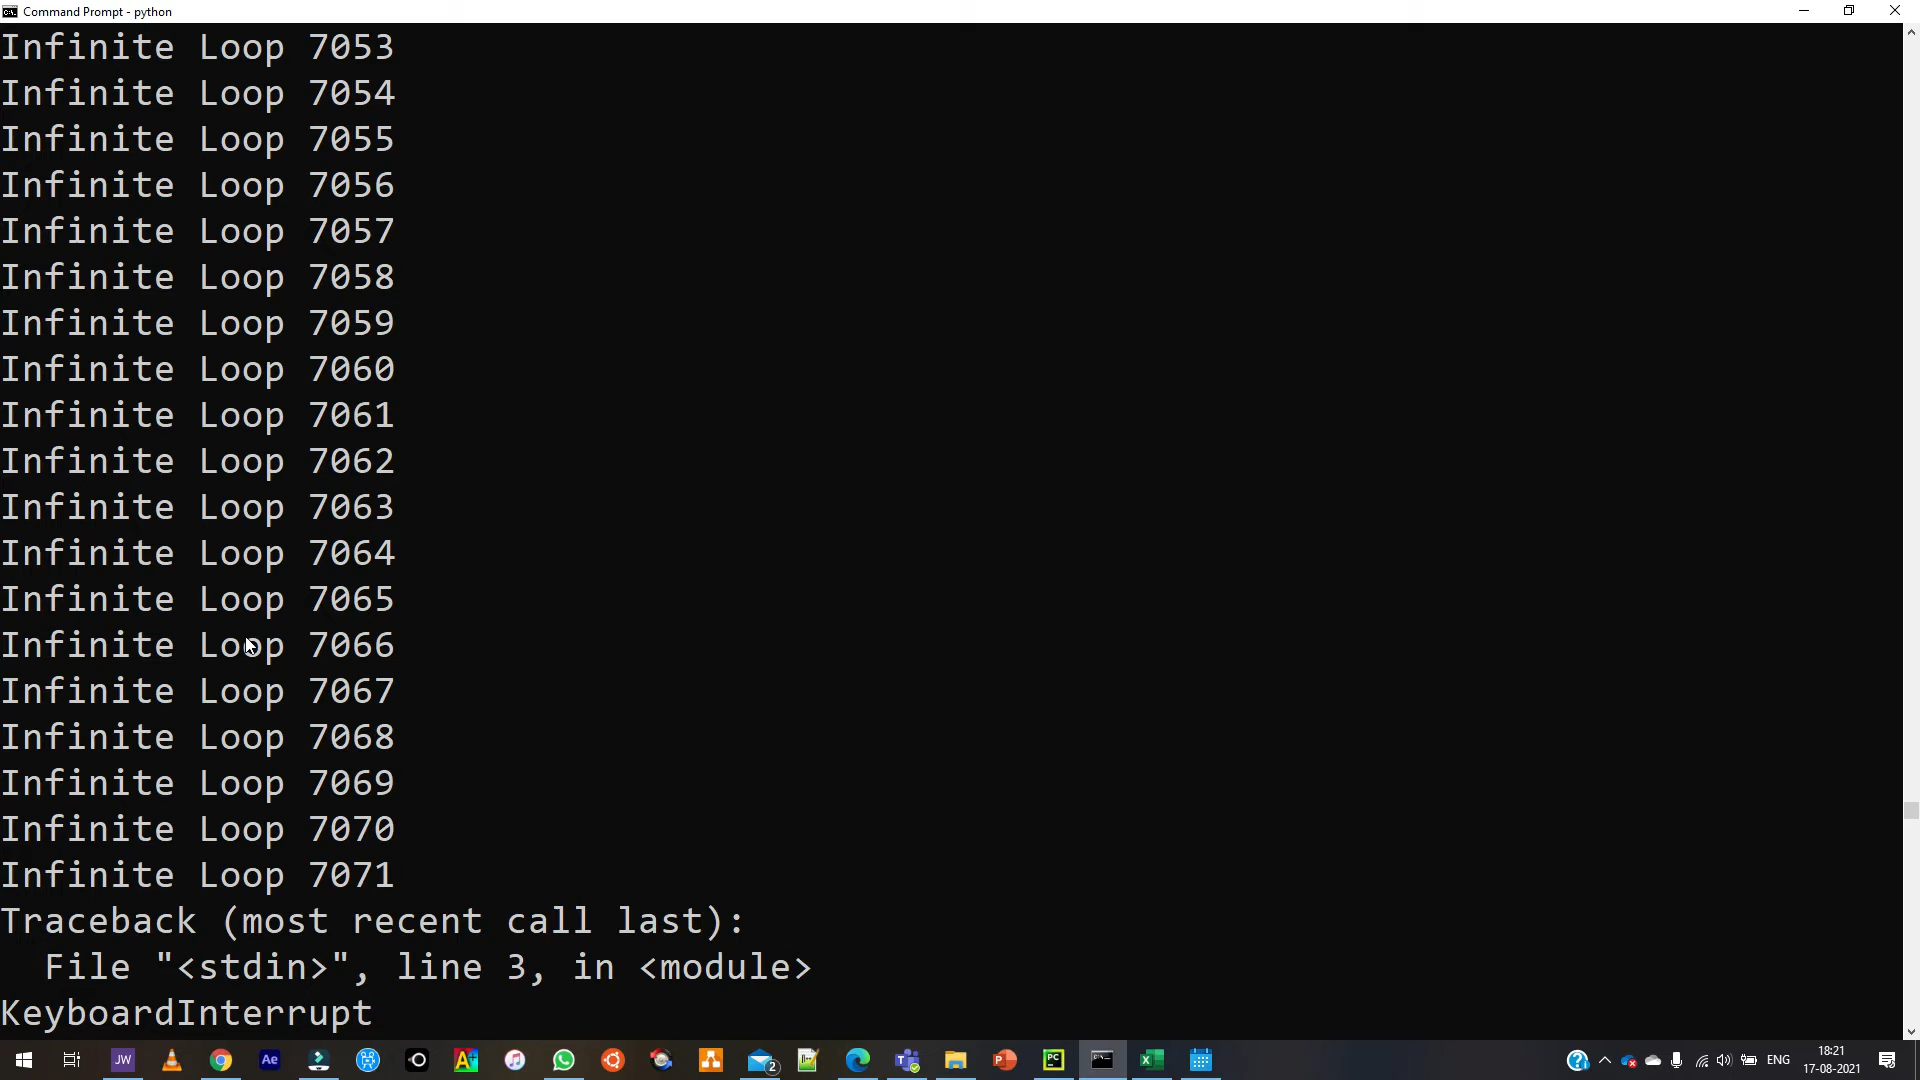 Command Prompt - python
Infinite Loop 7053
Infinite Loop 7054
Infinite Loop 7055
Infinite Loop 7056
Infinite Loop 7057
Infinite Loop 7058
Infinite Loop 7059
Infinite Loop 7060
Infinite Loop 7061
Infinite Loop 7062
Infinite Loop 7063
Infinite Loop 7064
Infinite Loop 7065
Infinite Loop 7066
Infinite Loop 7067
Infinite Loop 7068
Infinite Loop 7069
Infinite Loop 7070
Infinite Loop 7071
Traceback (most recent call last):
  File "<stdin>", line 3, in <module>
KeyboardInterrupt
JW Ae 2 PC ENG 18:21
17-08-2021